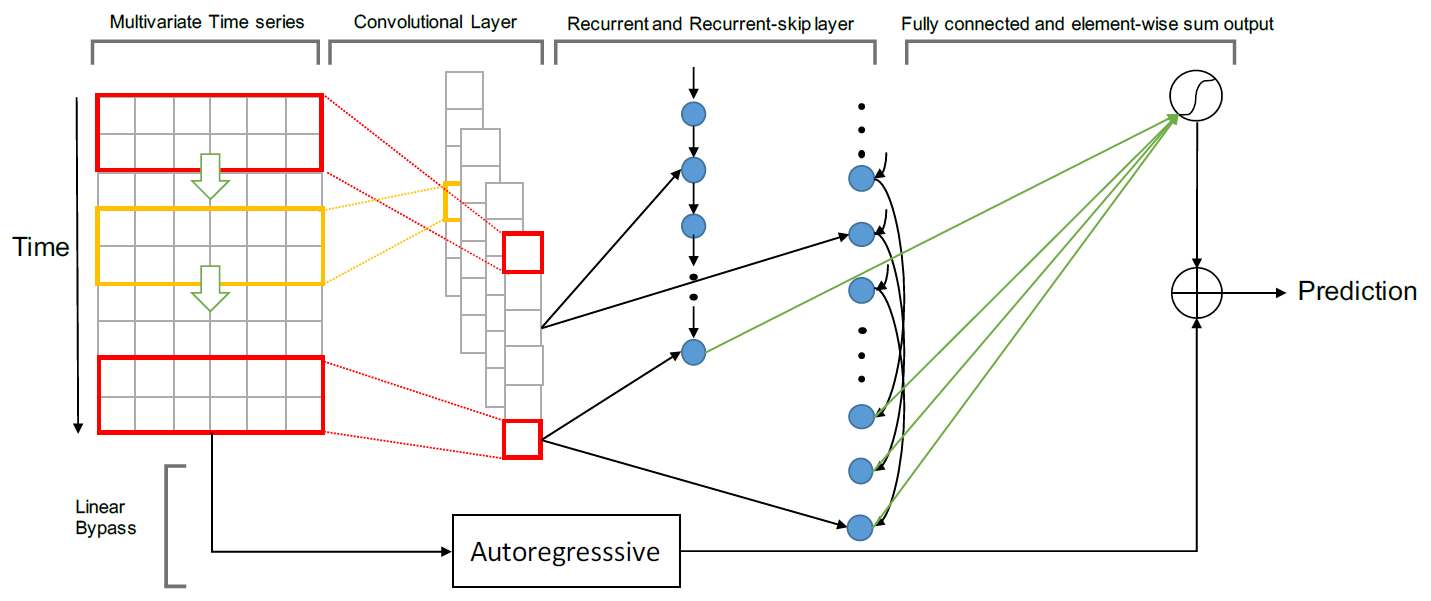 Multivariate Time series
Convolutional Layer
Recurrent and Recurrent-skip layer
Fully connected and element-wise sum output
Time
Prediction
Linear
Bypass
Autoregresssive